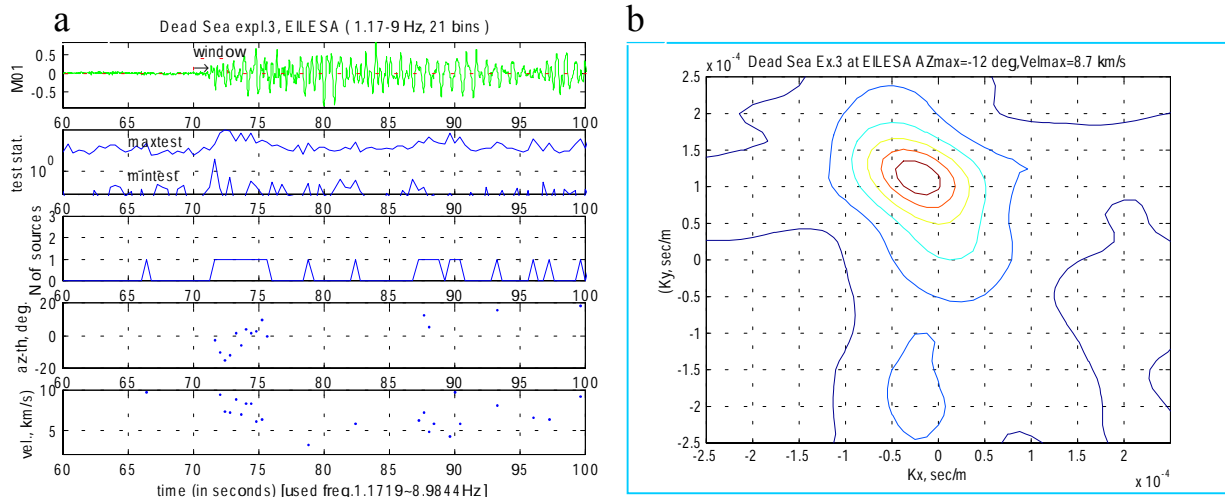 a
Dead Sea expl.3, EILESA ( 1.17-9 Hz, 21 bins )
window
M01
0.5
0
-0.5
60 65 70 75 80 85 90 95 100
maxtest
mintest
test stat.
10^0
60 65 70 75 80 85 90 95 100
N of sources
3
2
1
0
60 65 70 75 80 85 90 95 100
az-th, deg.
20
0
-20
60 65 70 75 80 85 90 95 100
vel., km/s)
10
5
60 65 70 75 80 85 90 95 100
time (in seconds) [used freq.1.1719~8.9844Hz]
b
x 10^-4 Dead Sea Ex.3 at EILESA AZmax=-12 deg,Velmax=8.7 km/s
(Ky, sec/m
2.5
2
1.5
1
0.5
0
-0.5
-1
-1.5
-2
-2.5
-2.5 -2 -1.5 -1 -0.5 0 0.5 1 1.5 2 2.5
Kx, sec/m
x 10^-4